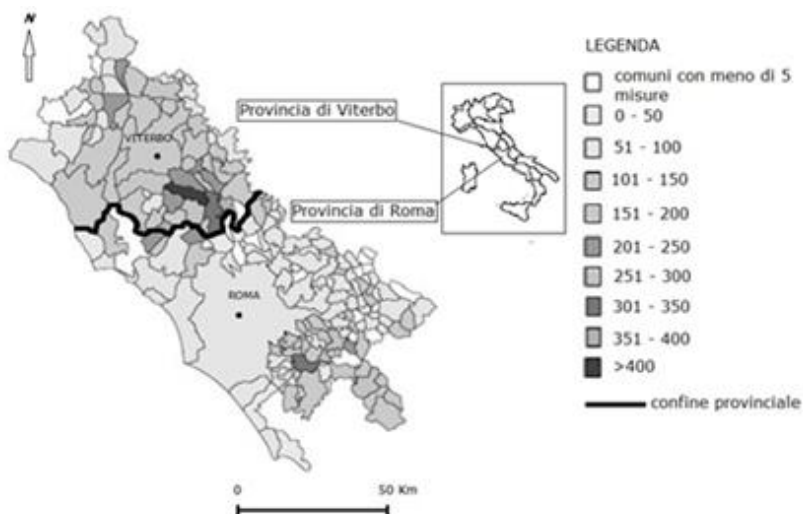 N
LEGENDA
comuni con meno di 5
misure
0 - 50
51 - 100
101 - 150
151 - 200
201 - 250
251 - 300
301 - 350
351 - 400
>400
confine provinciale
Provincia di Viterbo
Provincia di Roma
VITERBO
ROMA
0 50 Km